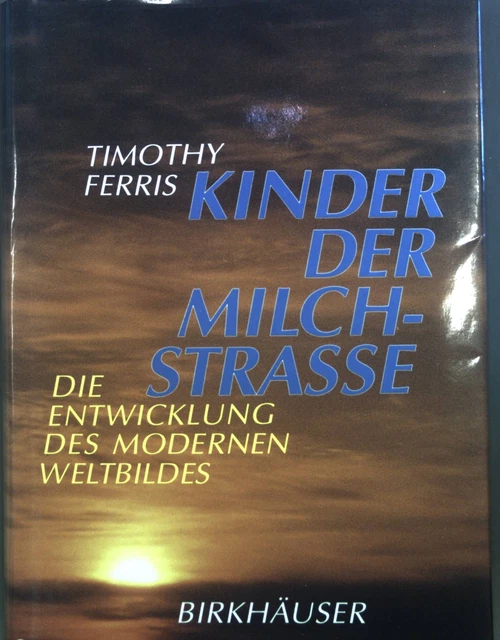 TIMOTHY
FERRIS
KINDER
DER
MILCH-
STRASSE
DIE
ENTWICKLUNG
DES MODERNEN
WELTBILDES
BIRKHÄUSER